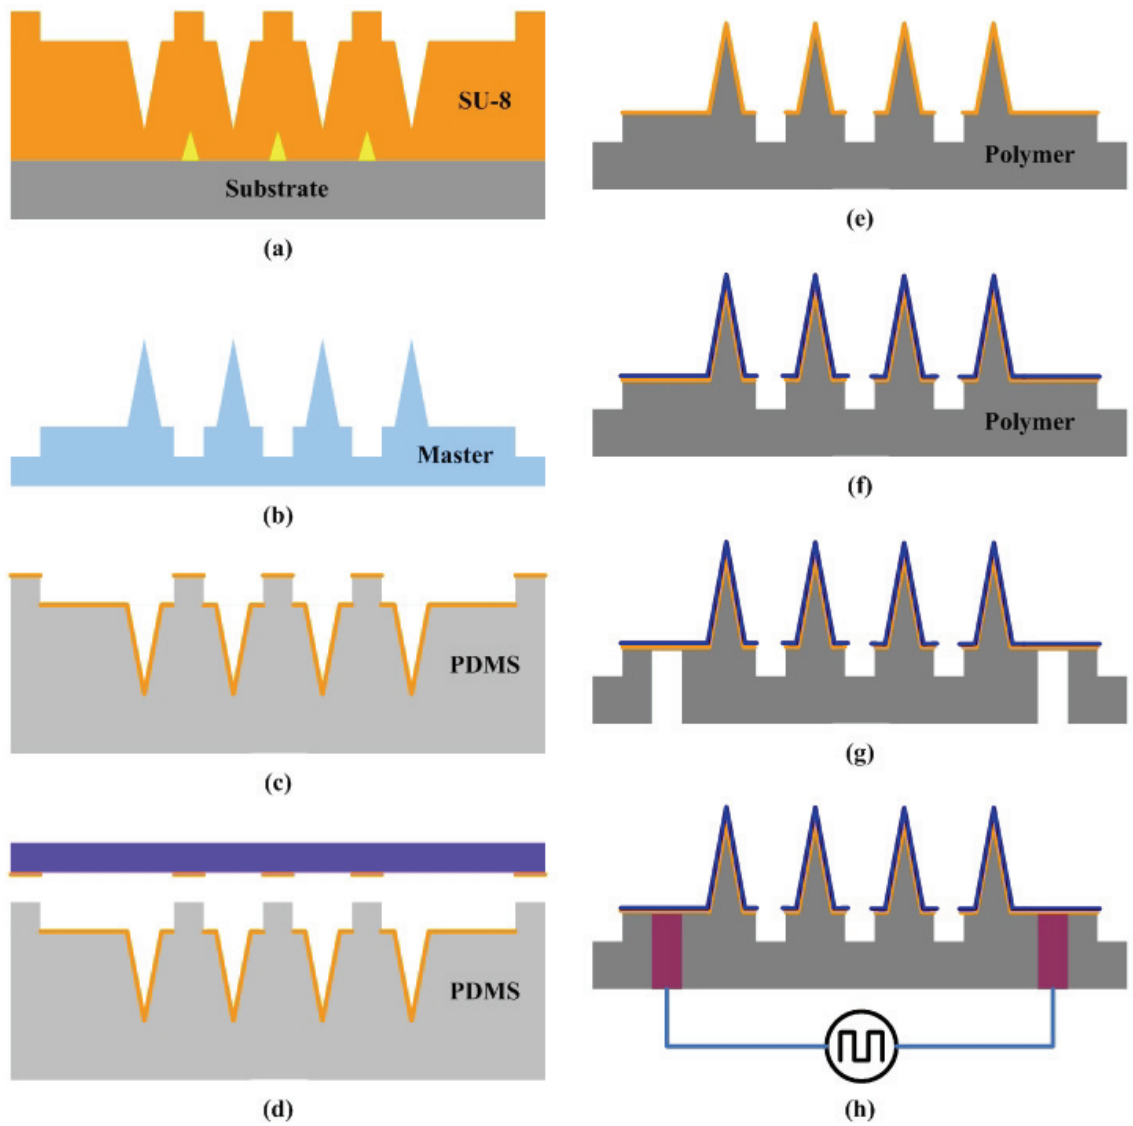 SU-8
Substrate
(a)
Master
(b)
PDMS
(c)
PDMS
(d)
Polymer
(e)
Polymer
(f)
(g)
(h)